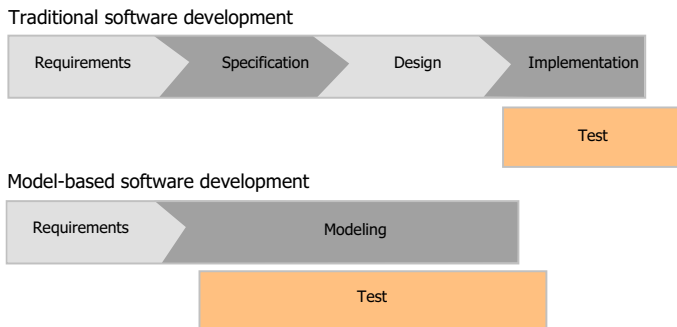 Traditional software development
Requirements Specification Design Implementation
Test
Model-based software development
Requirements Modeling
Test